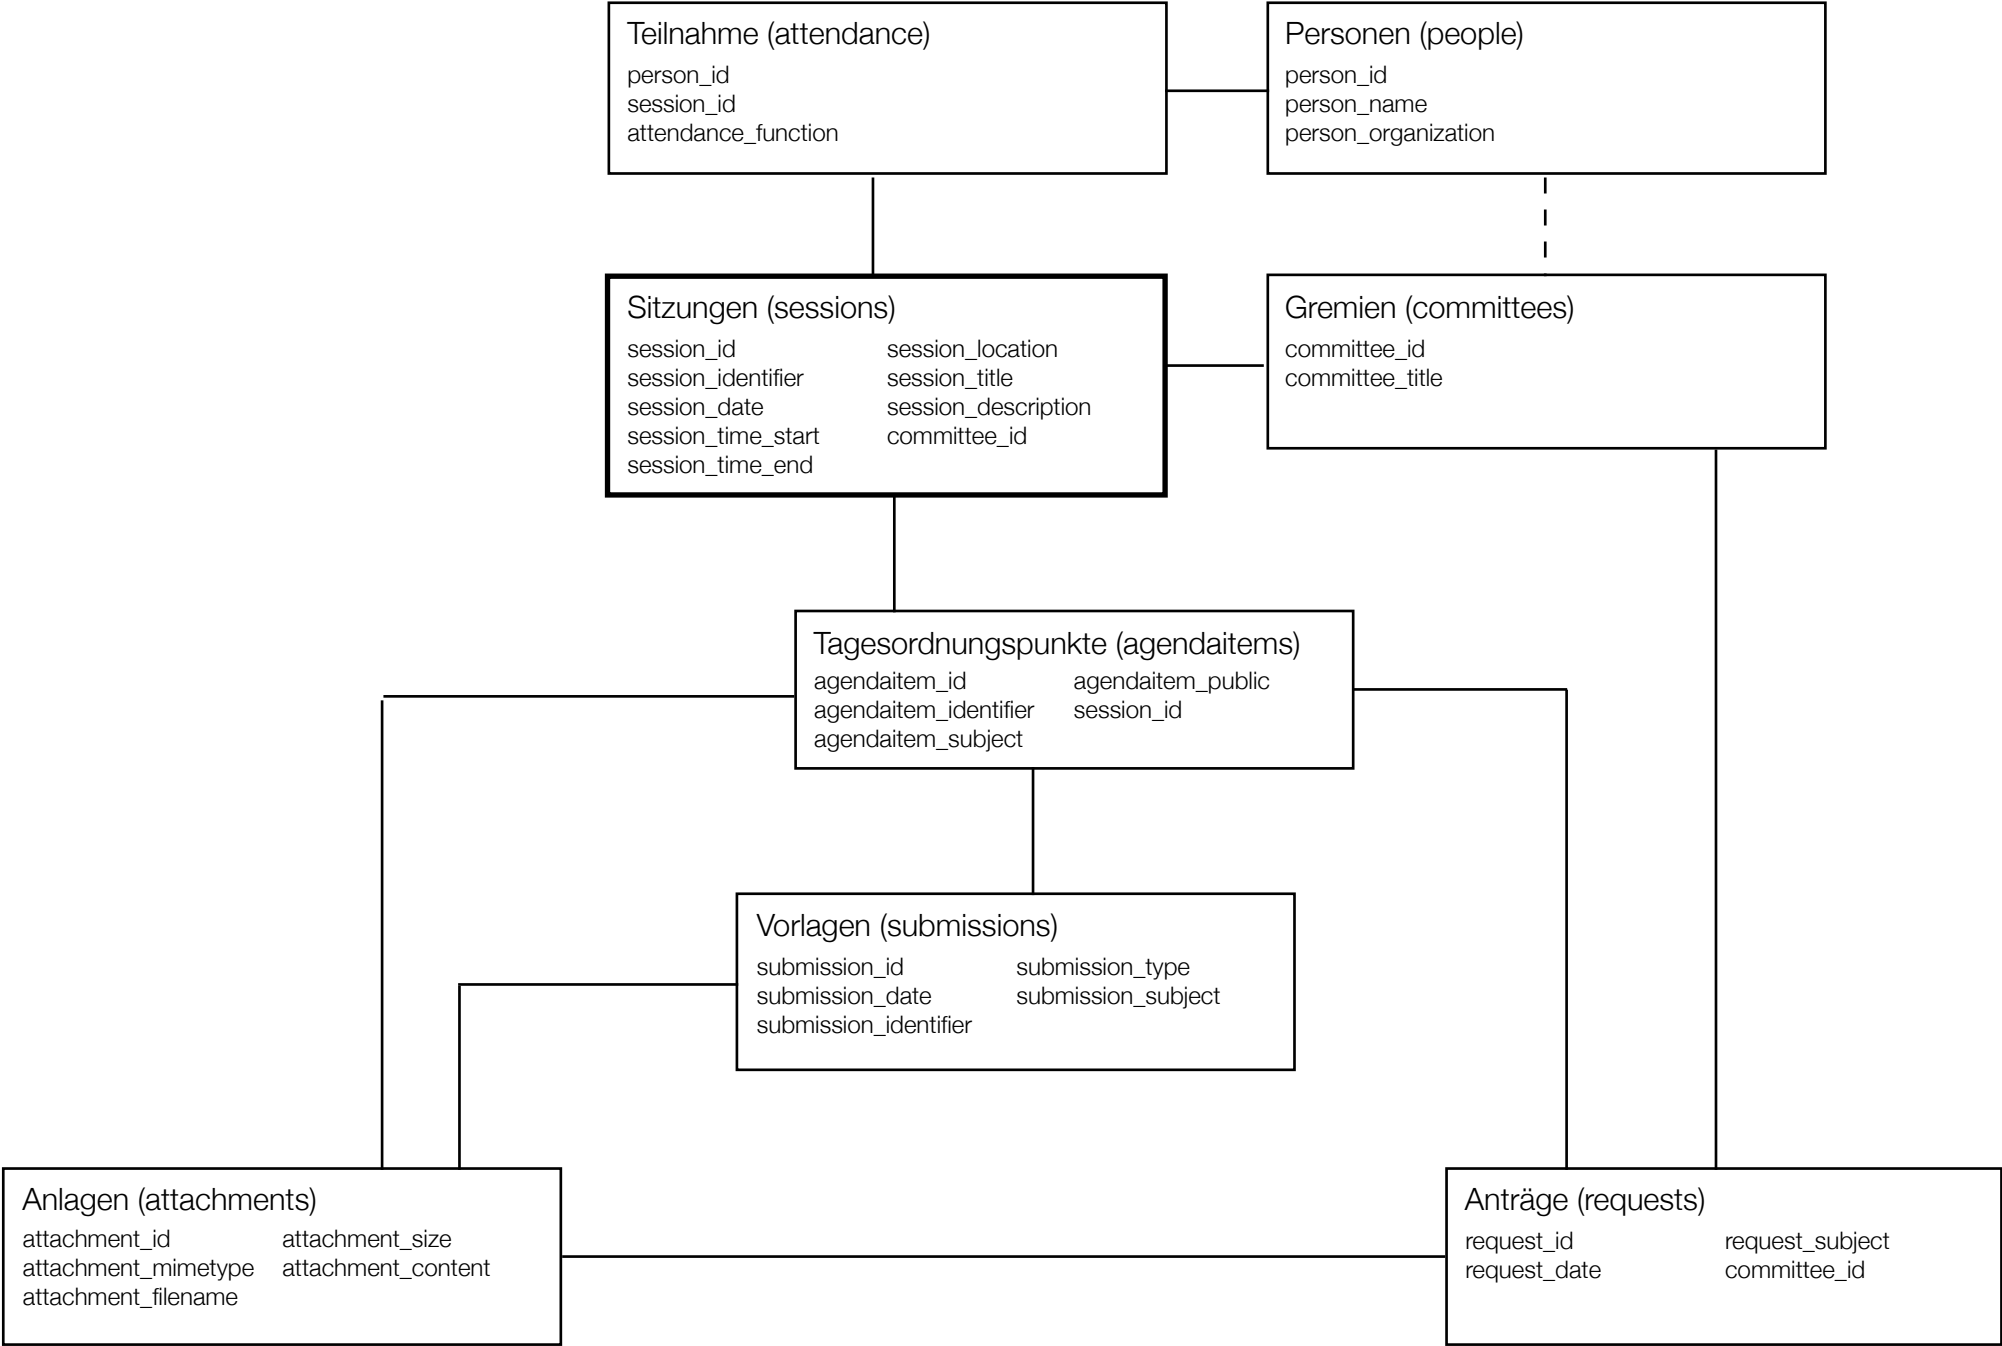 Teilnahme (attendance)
person_id
session_id
attendance_function
Personen (people)
person_id
person_name
person_organization
Sitzungen (sessions)
session_id
session_identifier
session_date
session_time_start
session_time_end
session_location
session_title
session_description
committee_id
Gremien (committees)
committee_id
committee_title
Tagesordnungspunkte (agendaitems)
agendaitem_id
agendaitem_identifier
agendaitem_subject
agendaitem_public
session_id
Vorlagen (submissions)
submission_id
submission_date
submission_identifier
submission_type
submission_subject
Anlagen (attachments)
attachment_id
attachment_mimetype
attachment_filename
attachment_size
attachment_content
Anträge (requests)
request_id
request_date
request_subject
committee_id